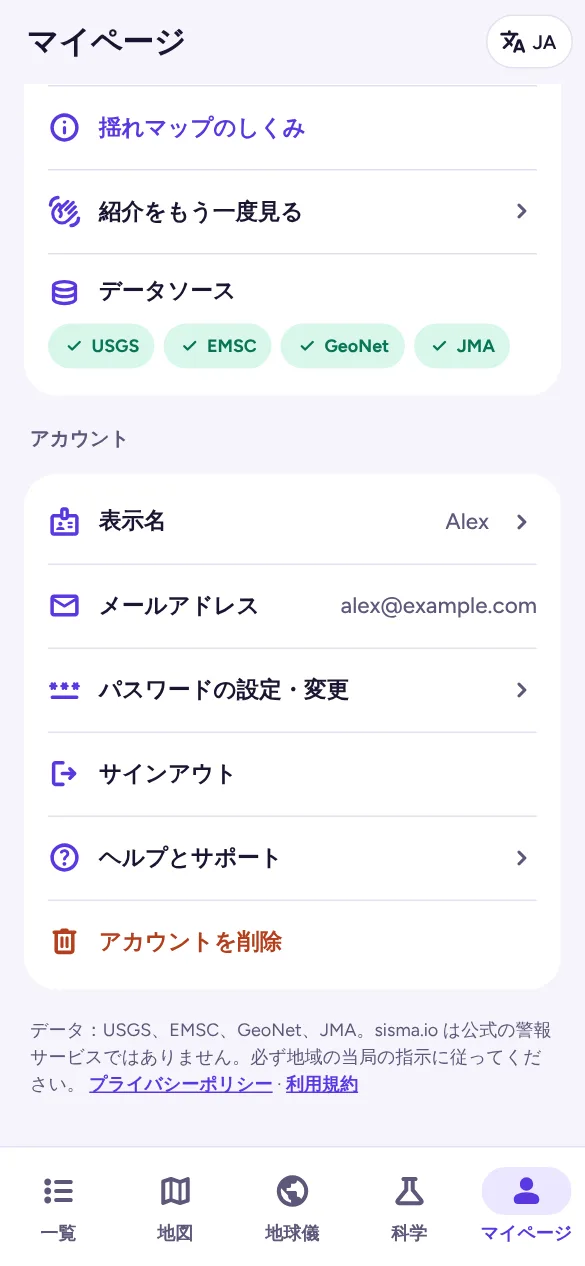 マイページ
JA
揺れマップのしくみ
紹介をもう一度見る
データソース
USGS
EMSC
GeoNet
JMA
アカウント
表示名
Alex
メールアドレス
alex@example.com
パスワードの設定・変更
サインアウト
ヘルプとサポート
アカウントを削除
データ：USGS、EMSC、GeoNet、JMA。sisma.io は公式の警報
サービスではありません。必ず地域の当局の指示に従ってくだ
さい。 プライバシーポリシー · 利用規約
一覧
地図
地球儀
科学
マイページ